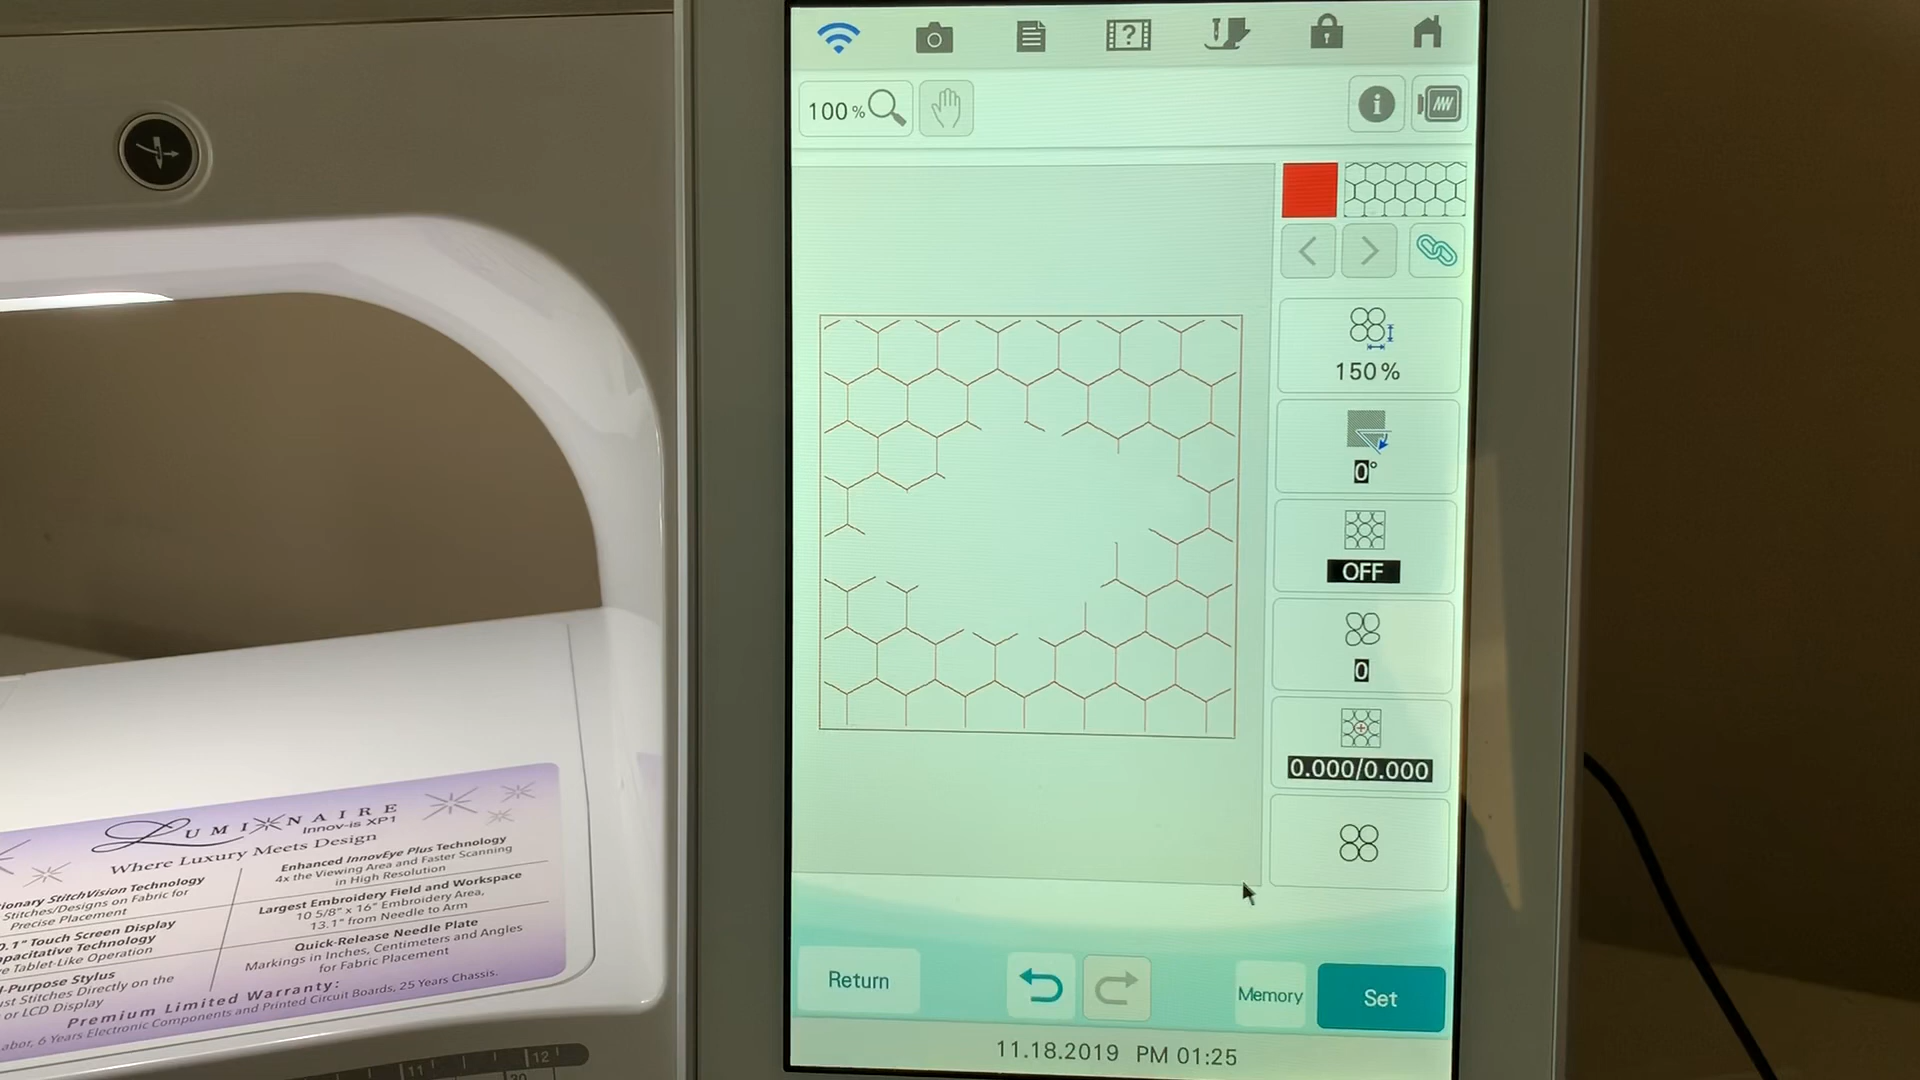 100%
i
150%
0°
OFF
0
0.000/0.000
Return
Memory
Set
11.18.2019 PM 01:25
LUMINAIRE
Innov-is XP1
Where Luxury Meets Design
StitchVision Technology
Stitches/Designs on Fabric for
Precise Placement
Touch Screen Display
Technology
Tablet-Like Operation
-Purpose Stylus
Stitches Directly on the
or LCD Display
Enhanced InnovEye Plus Technology
4x the Viewing Area and Faster Scanning
in High Resolution
Largest Embroidery Field and Workspace
10 5/8" x 16" Embroidery Area,
13.1" from Needle to Arm
Quick-Release Needle Plate
Markings in Inches, Centimeters and Angles
for Fabric Placement
Premium Limited Warranty:
6 Years Electronic Components and Printed Circuit Boards, 25 Years Chassis.
11
12